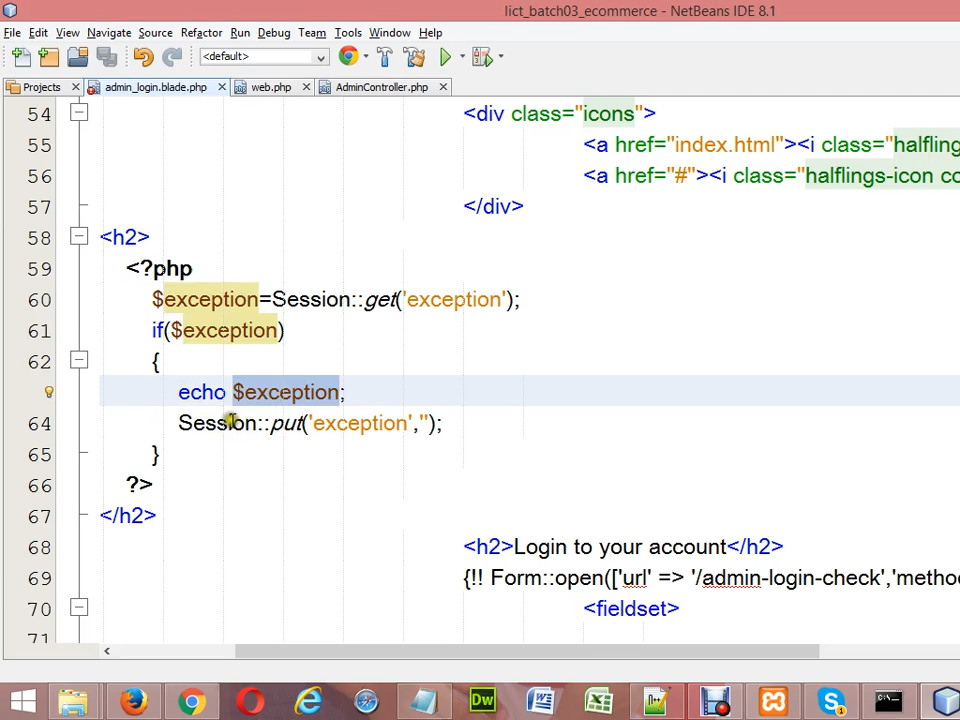 lict_batch03_ecommerce - NetBeans IDE 8.1
File Edit View Navigate Source Refactor Run Debug Team Tools Window Help
<default>
Projects admin_login.blade.php web.php AdminController.php
54 <div class="icons">
55 <a href="index.html"><i class="halfling
56 <a href="#"><i class="halflings-icon co
57 </div>
58 <h2>
59 <?php
60 $exception=Session::get('exception');
61 if($exception)
62 {
echo $exception;
64 Session::put('exception','');
65 }
66 ?>
67 </h2>
68 <h2>Login to your account</h2>
69 {!! Form::open(['url' => '/admin-login-check','metho
70 <fieldset>
71